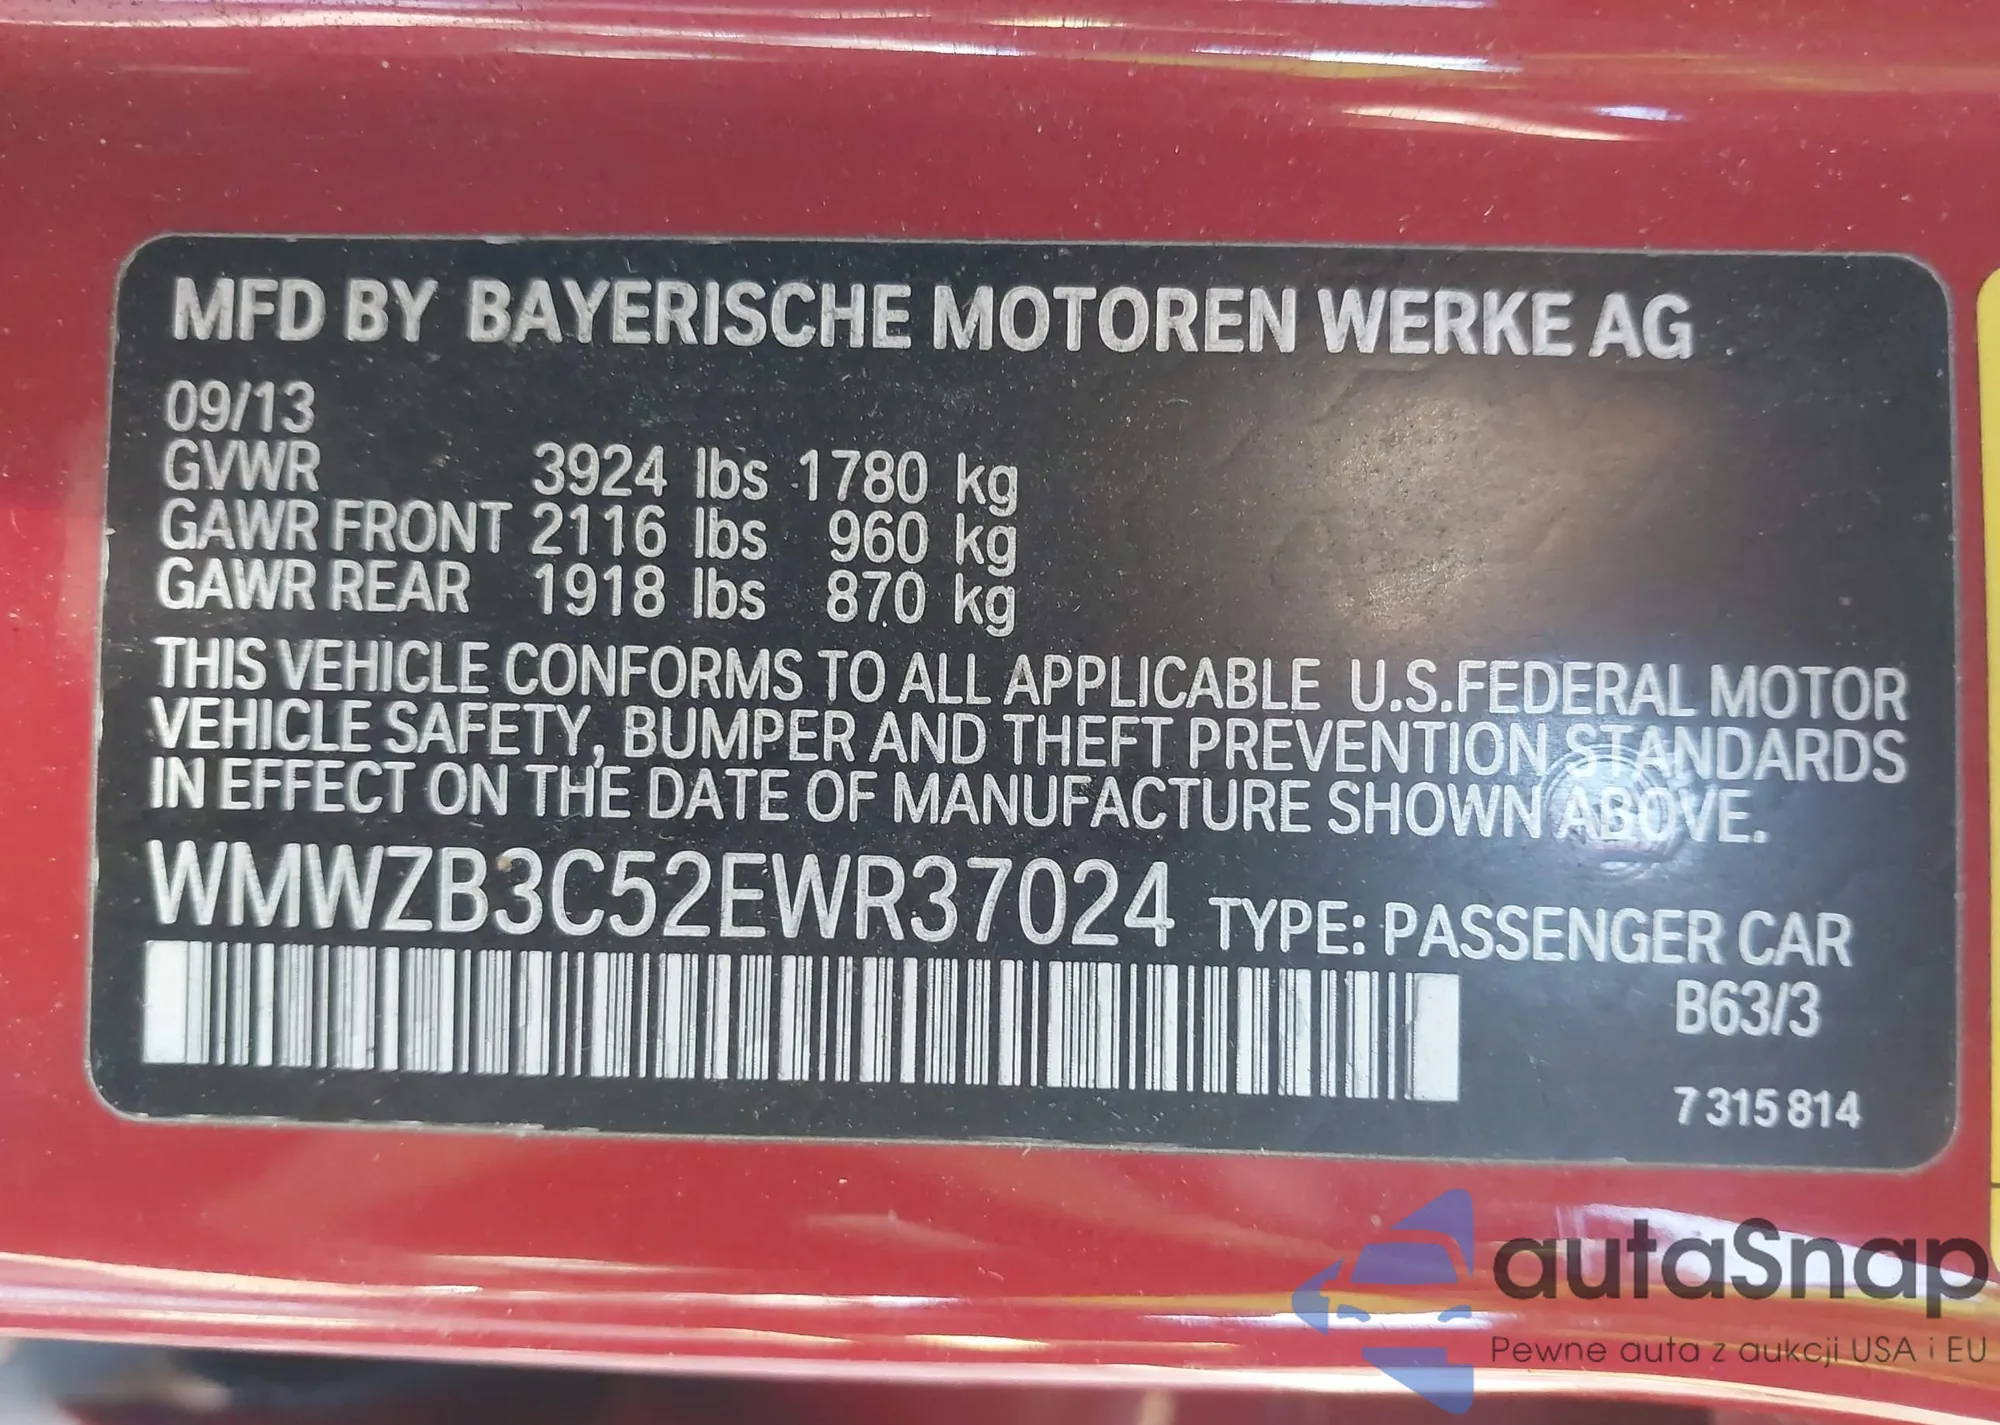 MFD BY BAYERISCHE MOTOREN WERKE AG
09/13
GVWR 3924 lbs 1780 kg
GAWR FRONT 2116 lbs 960 kg
GAWR REAR 1918 lbs 870 kg
THIS VEHICLE CONFORMS TO ALL APPLICABLE U.S.FEDERAL MOTOR
VEHICLE SAFETY, BUMPER AND THEFT PREVENTION STANDARDS
IN EFFECT ON THE DATE OF MANUFACTURE SHOWN ABOVE.
WMWZB3C52EWR37024 TYPE: PASSENGER CAR
B63/3
7 315 814
autaSnap
Pewne auta z aukcji USA i EU